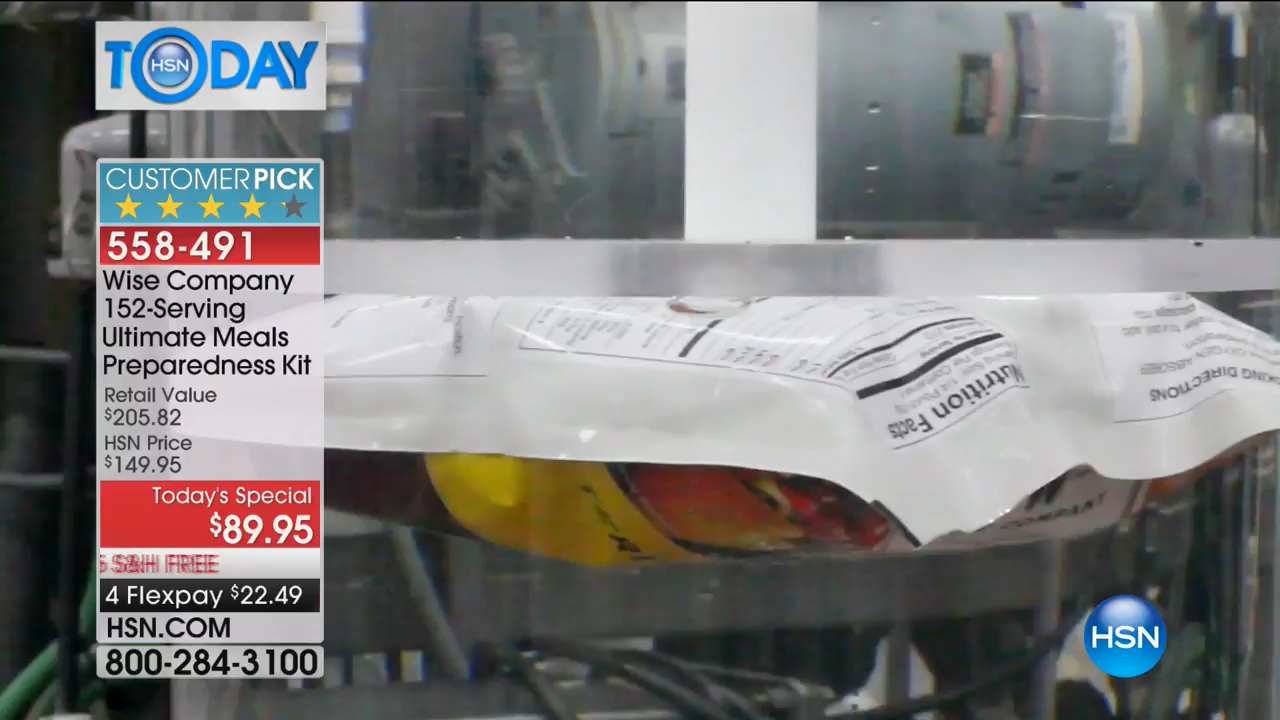 TODAY
HSN
CUSTOMER PICK
558-491
Wise Company
152-Serving
Ultimate Meals
Preparedness Kit
Retail Value
$205.82
HSN Price
$149.95
Today's Special
$89.95
S&H FREE
4 Flexpay $22.49
HSN.COM
800-284-3100
Nutrition Facts
KING DIRECTIONS
COMPANY
HSN